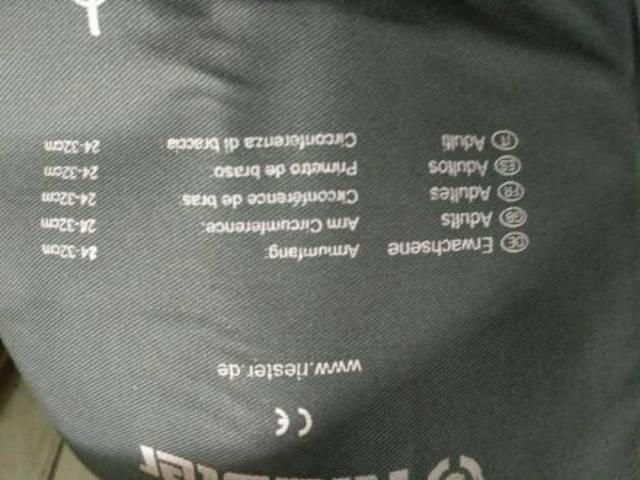 Riester
CE
www.riester.de
DE Erwachsene Armumfang: 24-32cm
GB Adults Arm Circumference: 24-32cm
FR Adultes Circonférence de bras: 24-32cm
ES Adultos Primetro de braso: 24-32cm
IT Adulti Circonferenza di braccia 24-32cm